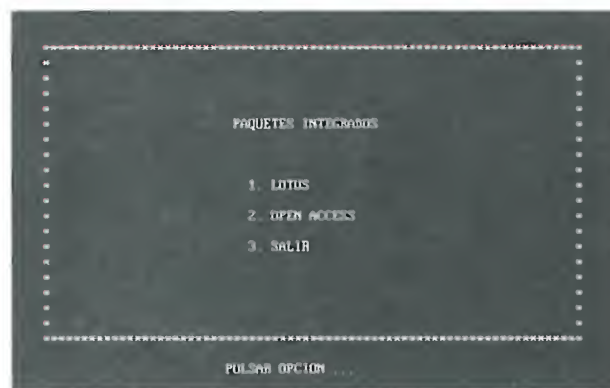 PAQUETES INTEGRADOS
1. LOTUS
2. OPEN ACCESS
3. SALIR
PULSAR OPCION ...